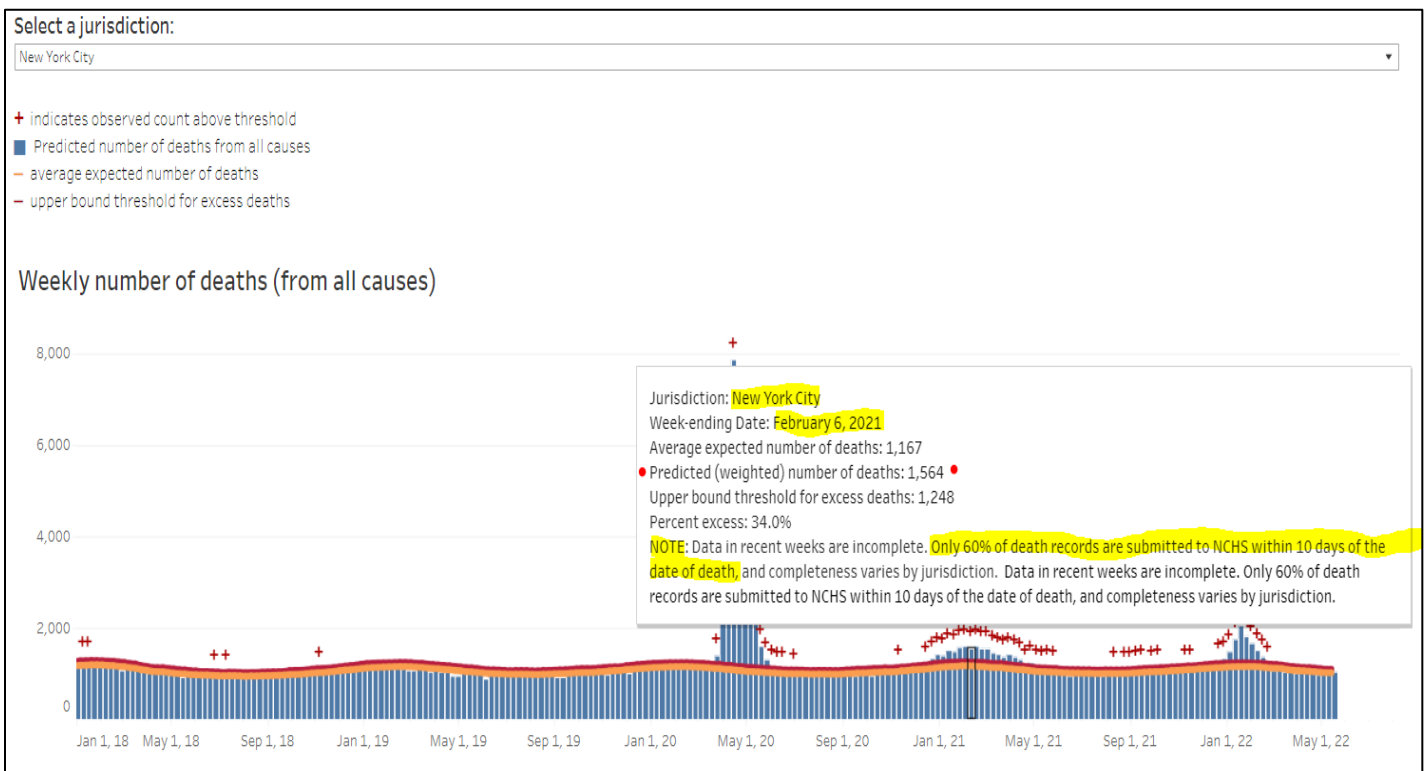 Select a jurisdiction:
New York City
+ indicates observed count above threshold
Predicted number of deaths from all causes
– average expected number of deaths
– upper bound threshold for excess deaths
Weekly number of deaths (from all causes)
8,000
6,000
4,000
2,000
0
Jurisdiction: New York City
Week-ending Date: February 6, 2021
Average expected number of deaths: 1,167
Predicted (weighted) number of deaths: 1,564
Upper bound threshold for excess deaths: 1,248
Percent excess: 34.0%
NOTE: Data in recent weeks are incomplete. Only 60% of death records are submitted to NCHS within 10 days of the
date of death, and completeness varies by jurisdiction. Data in recent weeks are incomplete. Only 60% of death
records are submitted to NCHS within 10 days of the date of death, and completeness varies by jurisdiction.
Jan 1, 18 May 1, 18 Sep 1, 18 Jan 1, 19 May 1, 19 Sep 1, 19 Jan 1, 20 May 1, 20 Sep 1, 20 Jan 1, 21 May 1, 21 Sep 1, 21 Jan 1, 22 May 1, 22